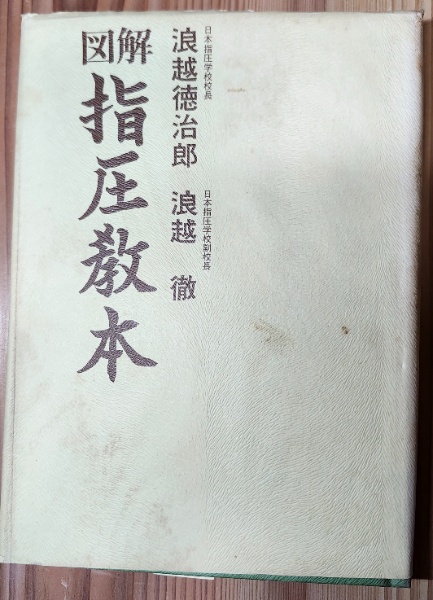 図解
指圧教本
日本指圧学校校長
浪越徳治郎
日本指圧学校副校長
浪越 徹